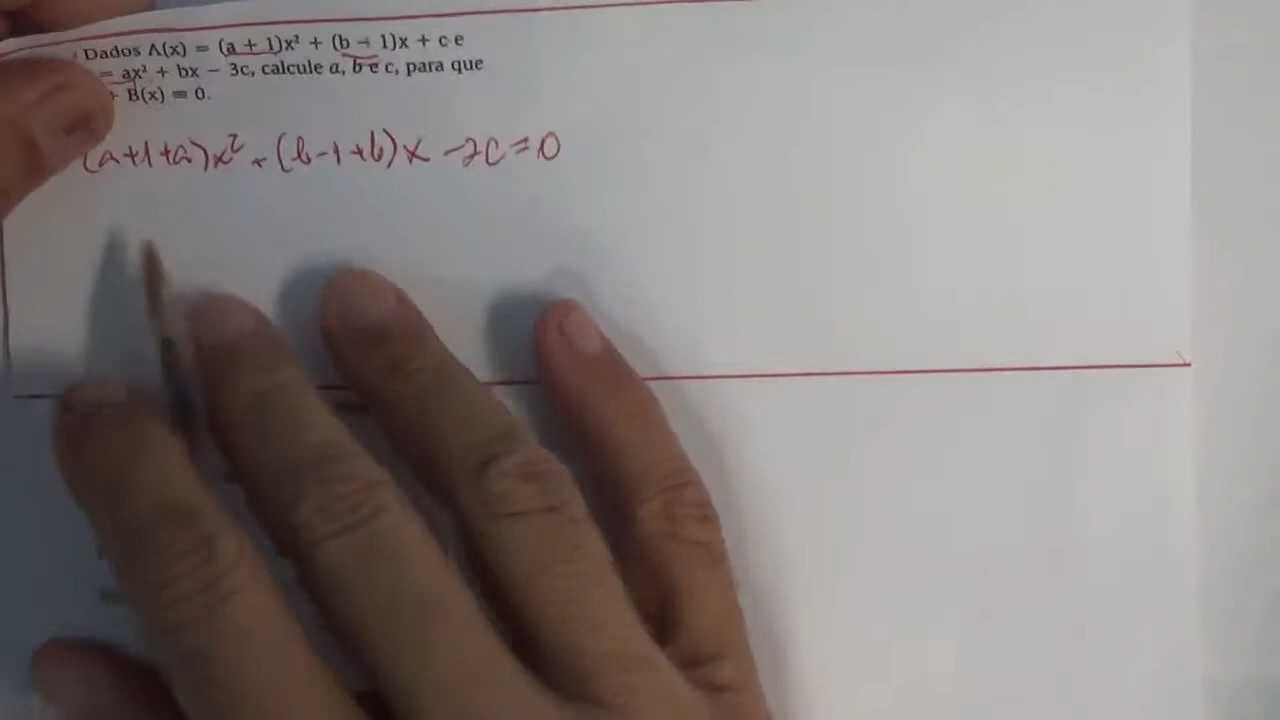 Dados A(x) = (a + 1)x² + (b - 1)x + c e
= ax² + bx − 3c, calcule a, b e c, para que
+ B(x) ≡ 0.
(a+1+a)x² + (b-1+b)x -2c=0